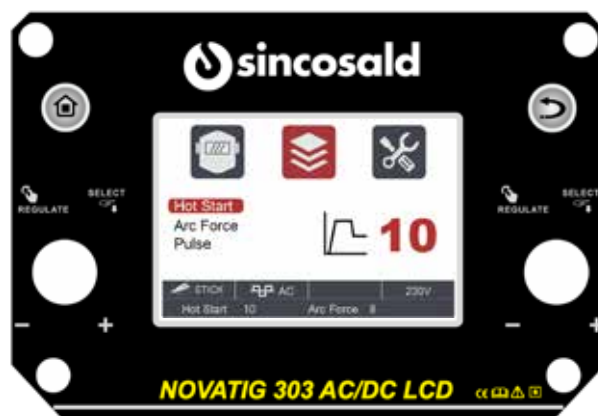 sincosald
REGULATE
SELECT
REGULATE
SELECT
Hot Start
Arc Force
Pulse
10
STICK AC 230V
Hot Start 10 Arc Force 8
- +
- +
NOVATIG 303 AC/DC LCD CE